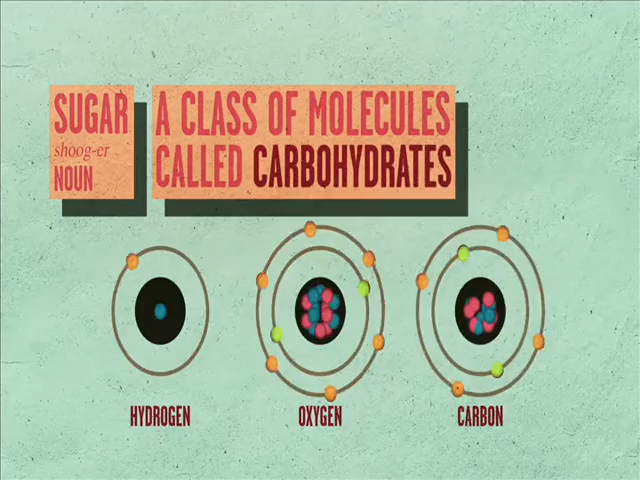 SUGAR
shoog-er
NOUN
A CLASS OF MOLECULES
CALLED CARBOHYDRATES
HYDROGEN
OXYGEN
CARBON